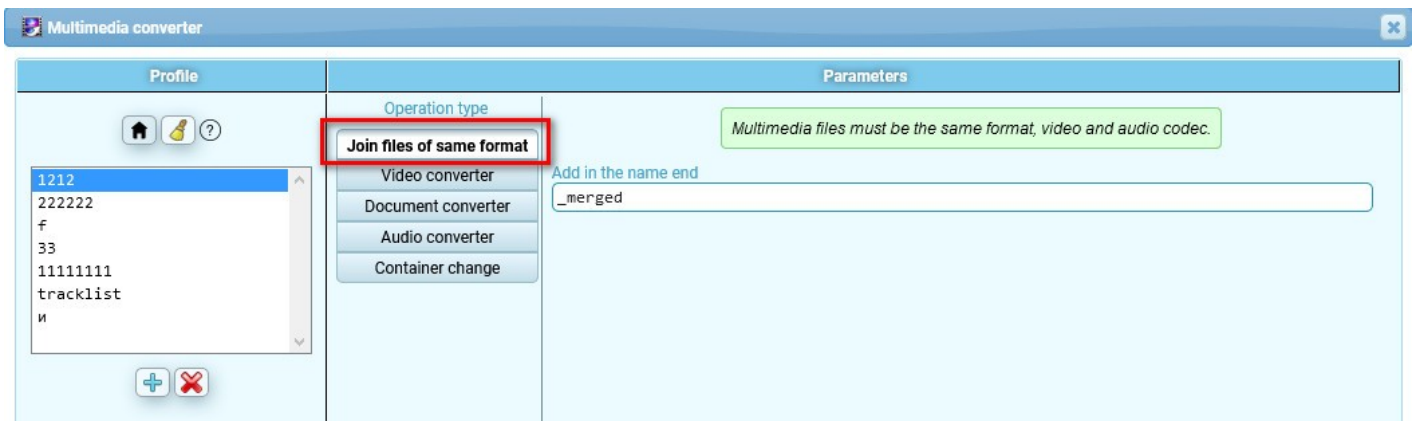 Multimedia converter
Profile
Parameters
?
1212
222222
f
33
11111111
tracklist
и
Operation type
Join files of same format
Video converter
Document converter
Audio converter
Container change
Multimedia files must be the same format, video and audio codec.
Add in the name end
_merged